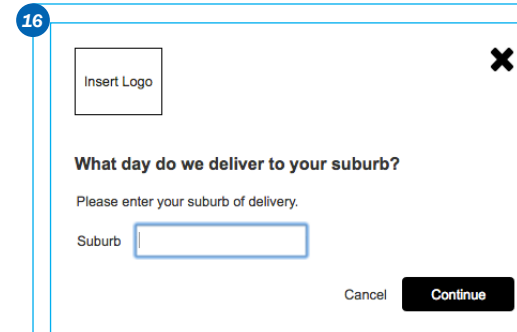 16
Insert Logo
What day do we deliver to your suburb?
Please enter your suburb of delivery.
Suburb
Cancel Continue